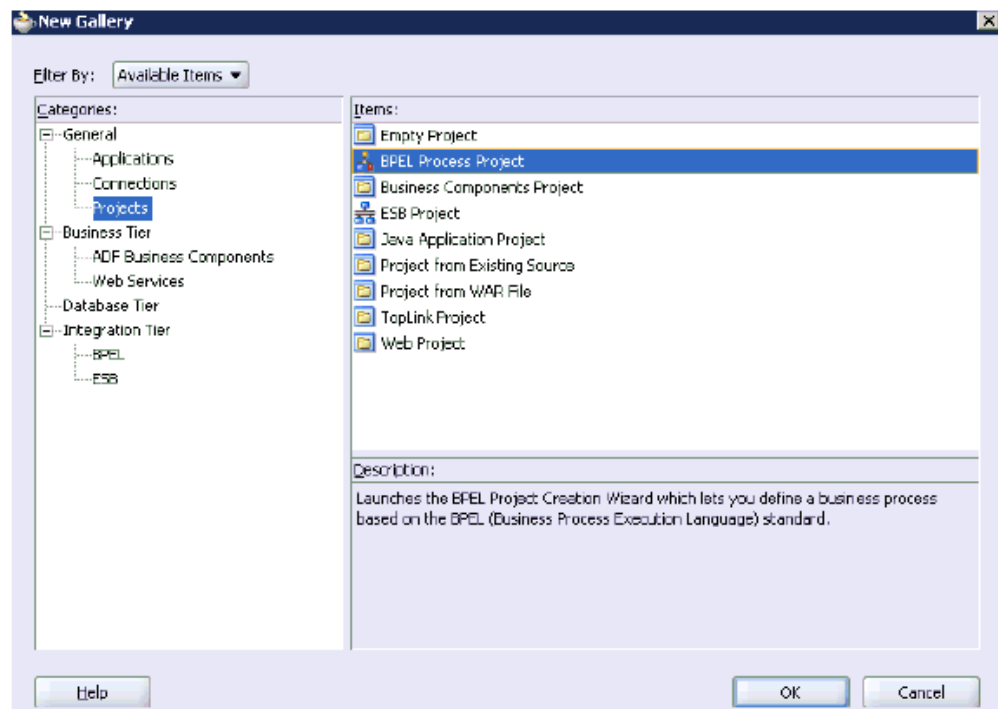 New Gallery
Filter By: Available Items
Categories:
General
Applications
Connections
Projects
Business Tier
ADF Business Components
Web Services
Database Tier
Integration Tier
BPEL
ESB
Items:
Empty Project
BPEL Process Project
Business Components Project
ESB Project
Java Application Project
Project from Existing Source
Project from WAR File
TopLink Project
Web Project
Description:
Launches the BPEL Project Creation Wizard which lets you define a business process
based on the BPEL (Business Process Execution Language) standard.
Help
OK
Cancel